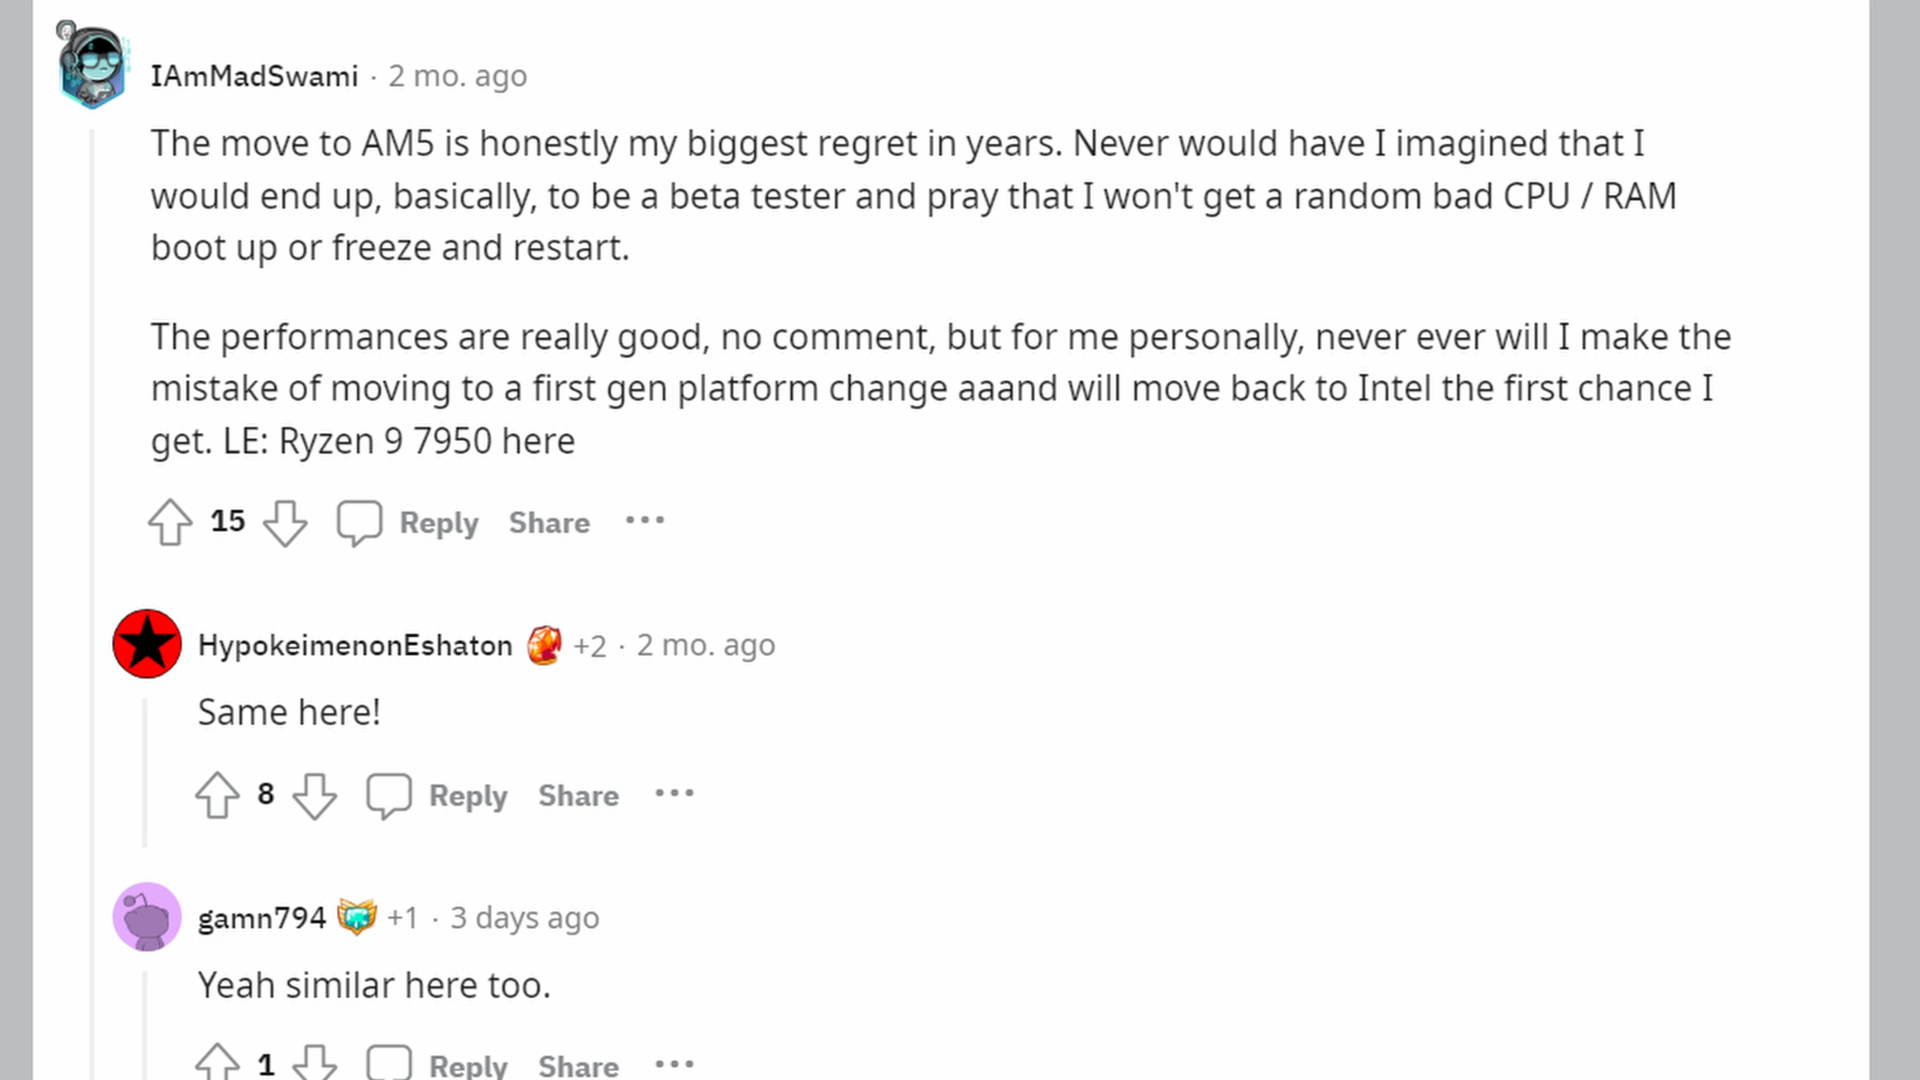 IAmMadSwami · 2 mo. ago
The move to AM5 is honestly my biggest regret in years. Never would have I imagined that I
would end up, basically, to be a beta tester and pray that I won't get a random bad CPU / RAM
boot up or freeze and restart.
The performances are really good, no comment, but for me personally, never ever will I make the
mistake of moving to a first gen platform change aaand will move back to Intel the first chance I
get. LE: Ryzen 9 7950 here
15 Reply Share ···
HypokeimenonEshaton +2 · 2 mo. ago
Same here!
8 Reply Share ···
gamn794 +1 · 3 days ago
Yeah similar here too.
1 Reply Share ···